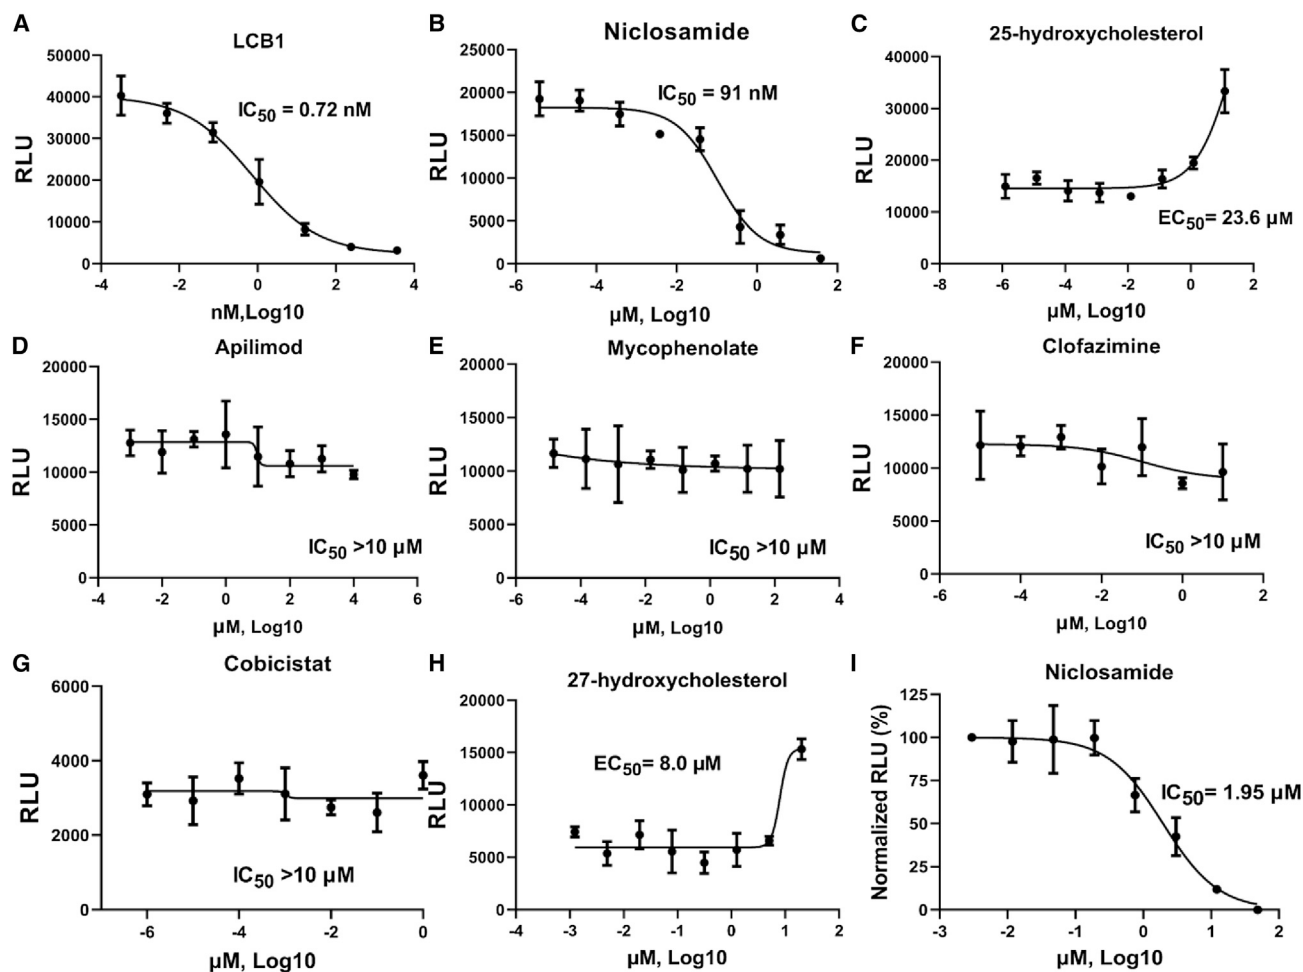 A
LCB1
50000
40000
30000
20000
10000
0
RLU
IC50 = 0.72 nM
-4 -2 0 2 4
nM,Log10
B
Niclosamide
25000
20000
15000
10000
5000
0
RLU
IC50 = 91 nM
-6 -4 -2 0 2
µM, Log10
C
25-hydroxycholesterol
40000
30000
20000
10000
0
RLU
EC50= 23.6 µM
-8 -6 -4 -2 0 2
µM, Log10
D
Apilimod
20000
15000
10000
5000
0
RLU
IC50 >10 µM
-4 -2 0 2 4 6
µM, Log10
E
Mycophenolate
20000
15000
10000
5000
0
RLU
IC50 >10 µM
-6 -4 -2 0 2 4
µM, Log10
F
Clofazimine
20000
15000
10000
5000
0
RLU
IC50 >10 µM
-6 -4 -2 0 2
µM, Log10
G
Cobicistat
6000
4000
2000
0
RLU
IC50 >10 µM
-6 -4 -2 0
µM, Log10
H
27-hydroxycholesterol
20000
15000
10000
5000
0
RLU
EC50= 8.0 µM
-4 -3 -2 -1 0 1 2
µM, Log10
I
Niclosamide
125
100
75
50
25
0
Normalized RLU (%)
IC50= 1.95 µM
-3 -2 -1 0 1 2
µM, Log10